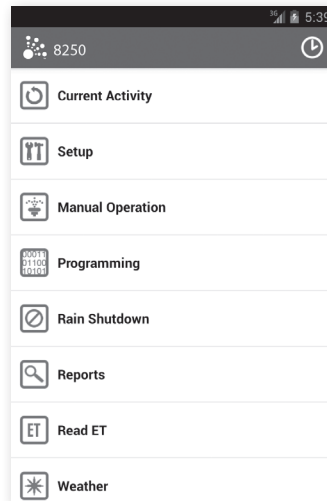 3G 5:39
8250
Current Activity
Setup
Manual Operation
00011
01100
10101
Programming
Rain Shutdown
Reports
ET Read ET
Weather